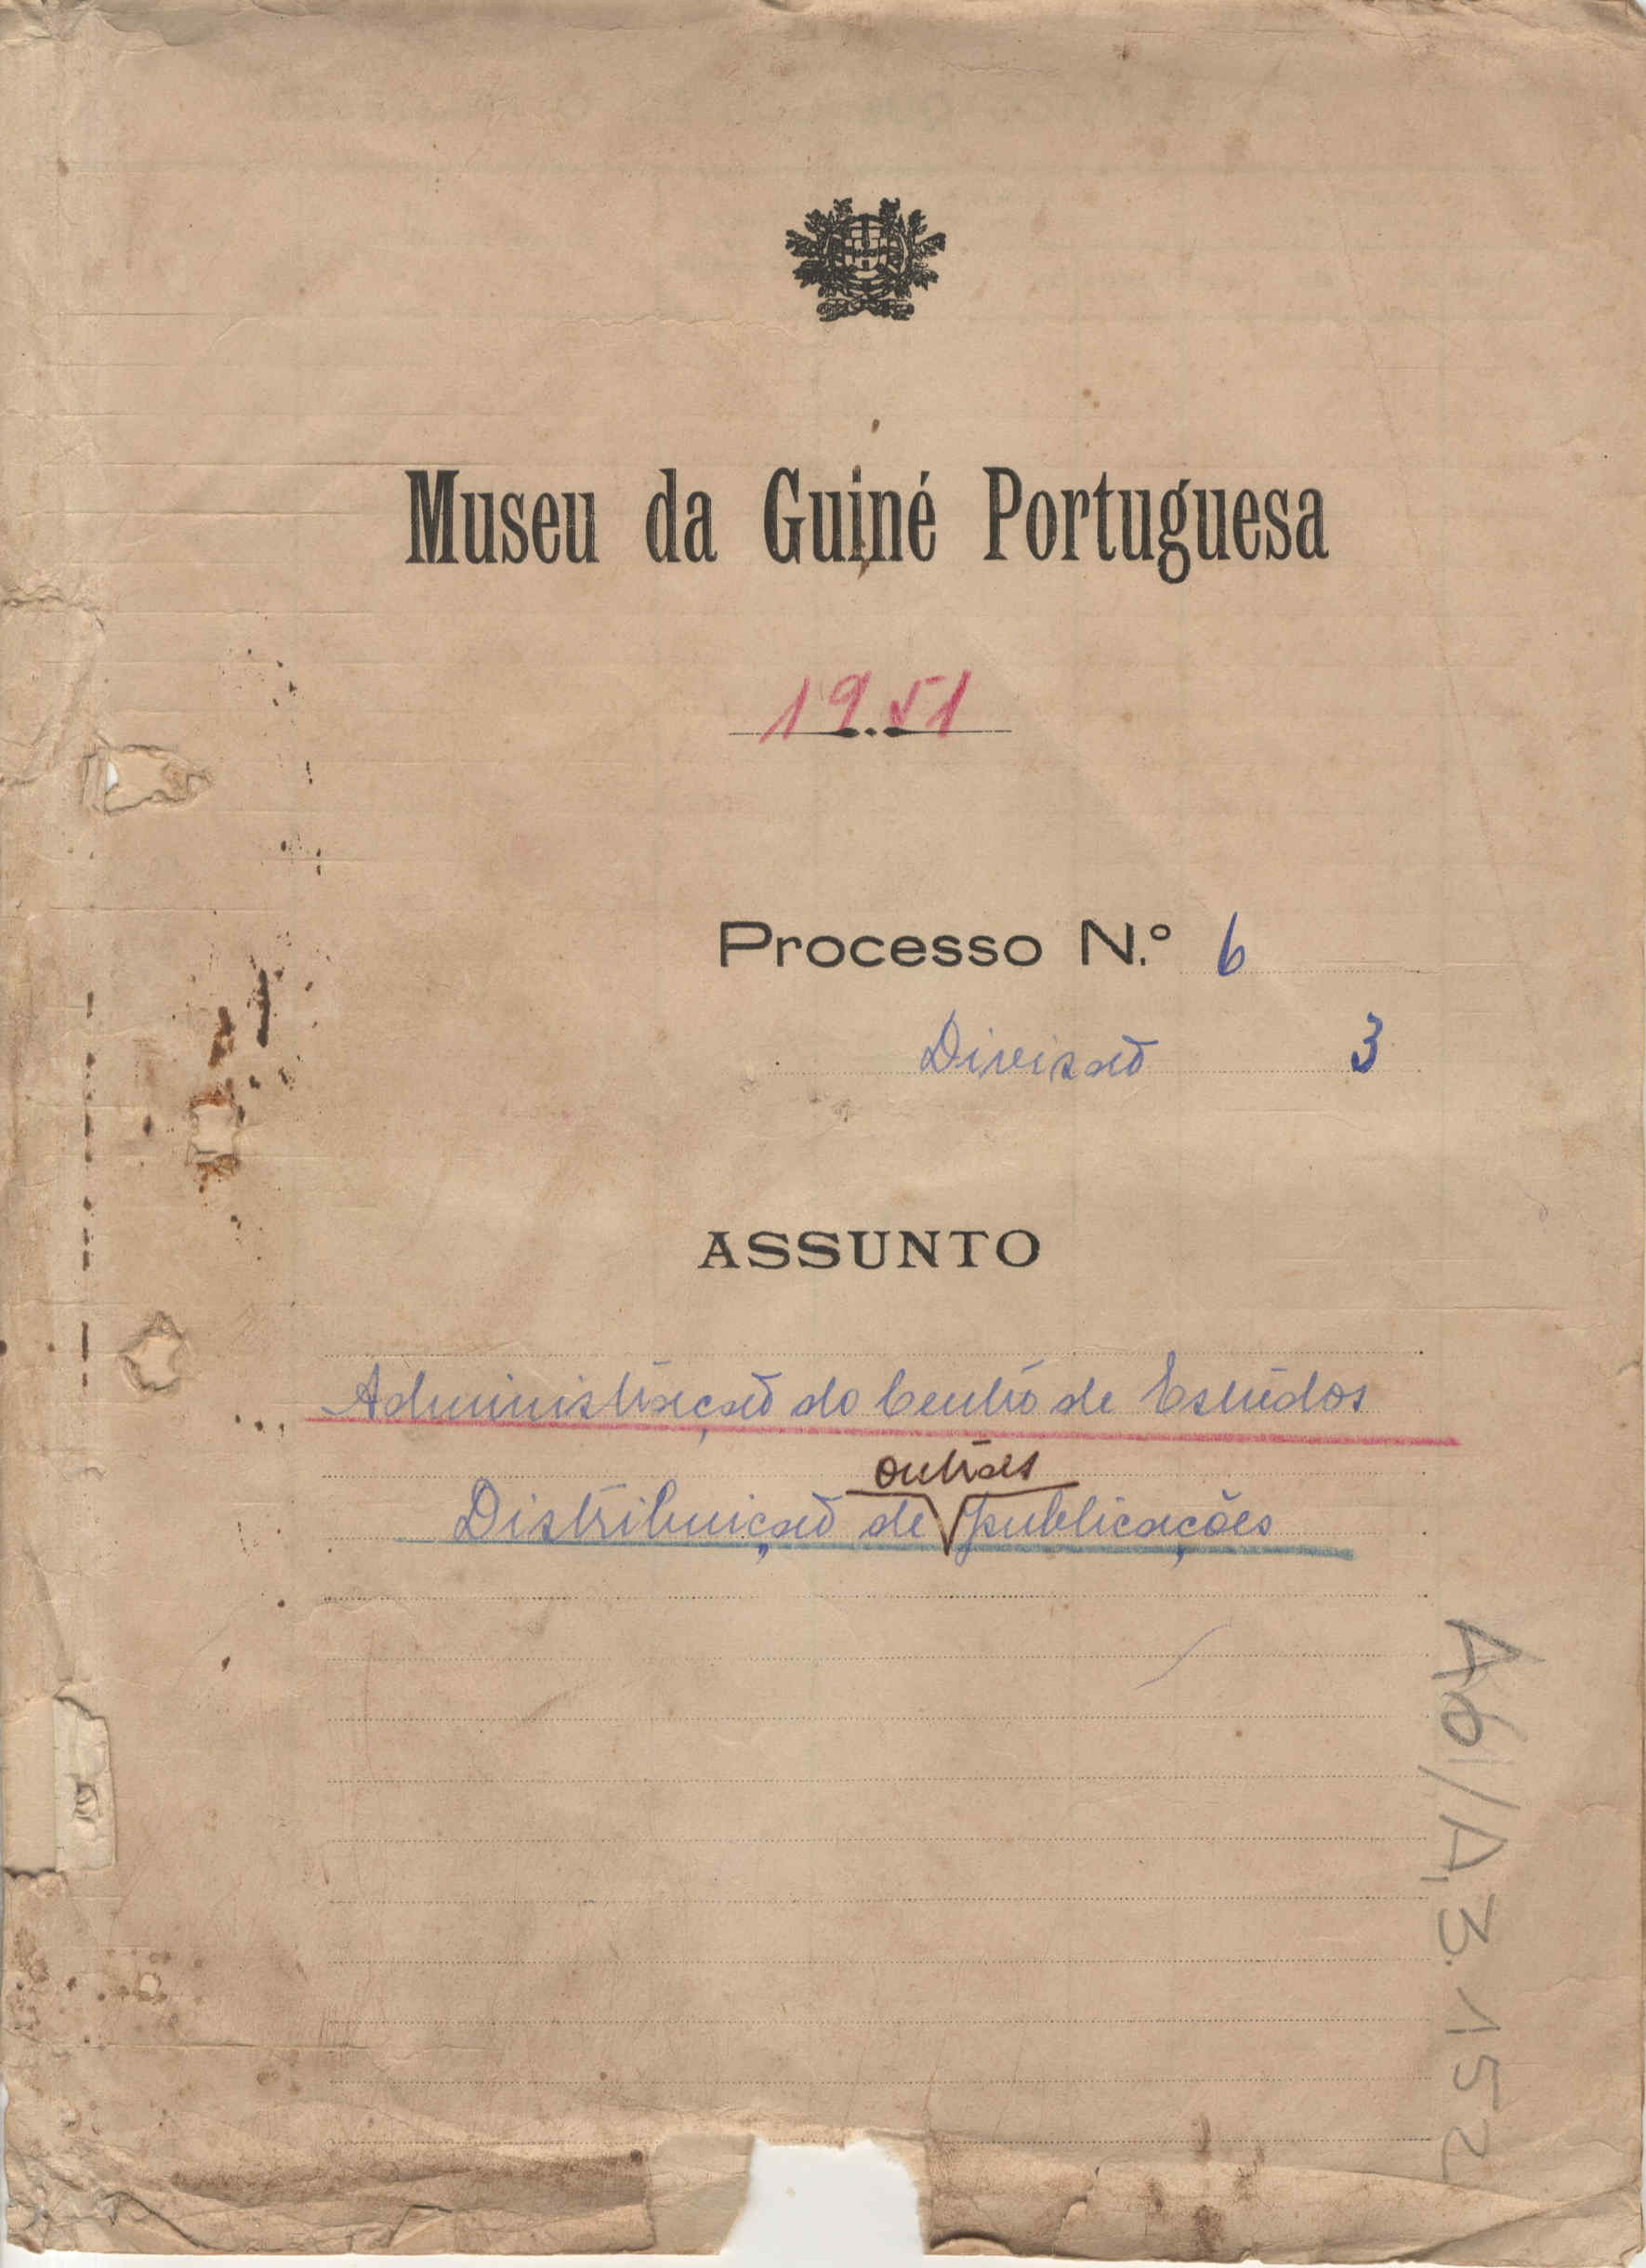 Museu da Guiné Portuguesa
1951
Processo N.º 6
Divisão 3
ASSUNTO
Administração do Centro de Estudos
outras
Distribuição de publicações
A6/A3.152